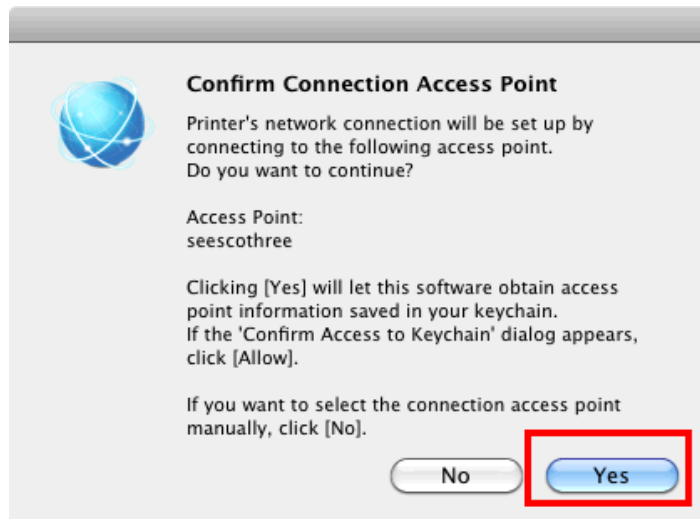 Confirm Connection Access Point
Printer's network connection will be set up by
connecting to the following access point.
Do you want to continue?
Access Point:
seescothree
Clicking [Yes] will let this software obtain access
point information saved in your keychain.
If the 'Confirm Access to Keychain' dialog appears,
click [Allow].
If you want to select the connection access point
manually, click [No].
No Yes